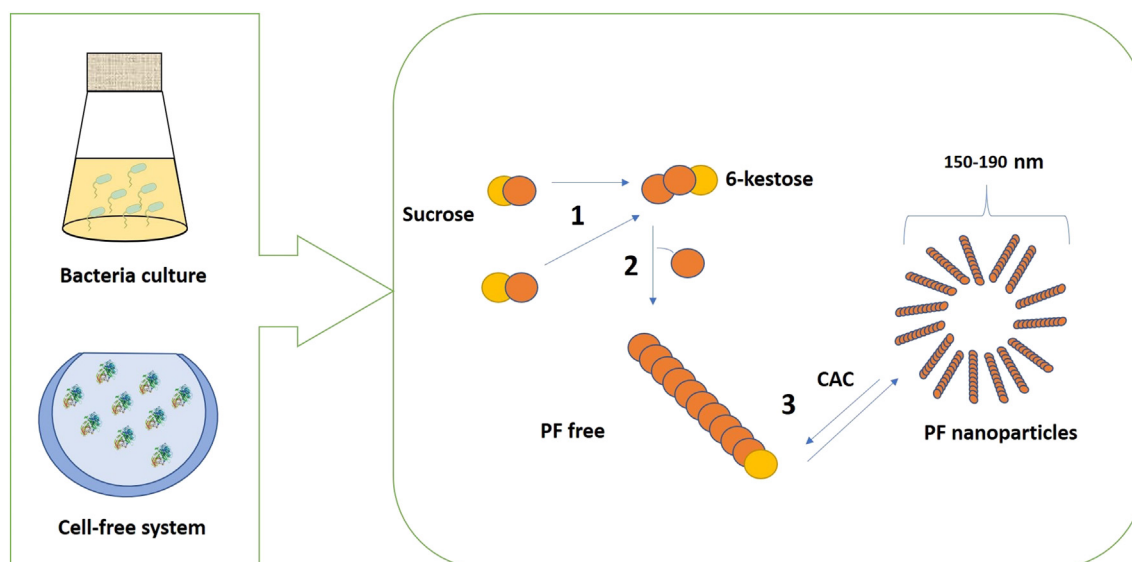 Bacteria culture
Cell-free system
Sucrose
1
6-kestose
2
PF free
3
CAC
150-190 nm
PF nanoparticles